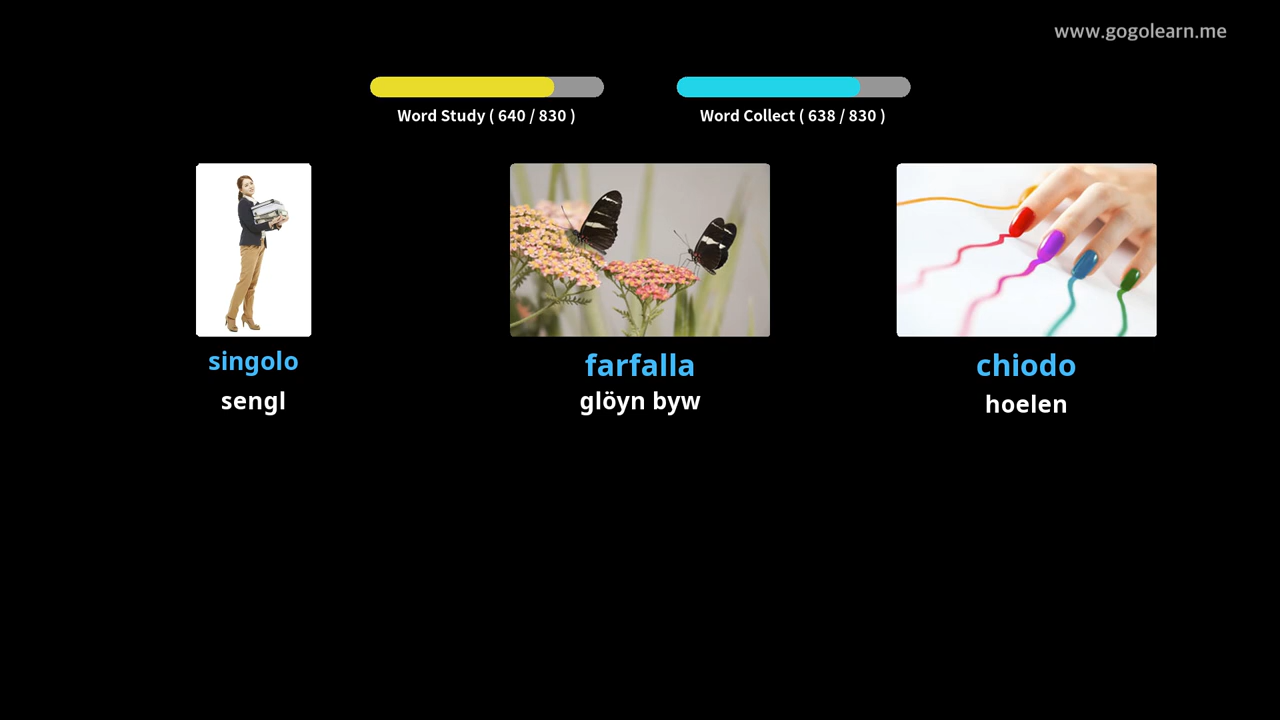 www.gogolearn.me
Word Study ( 640 / 830 )
Word Collect ( 638 / 830 )
singolo
sengl
farfalla
glöyn byw
chiodo
hoelen